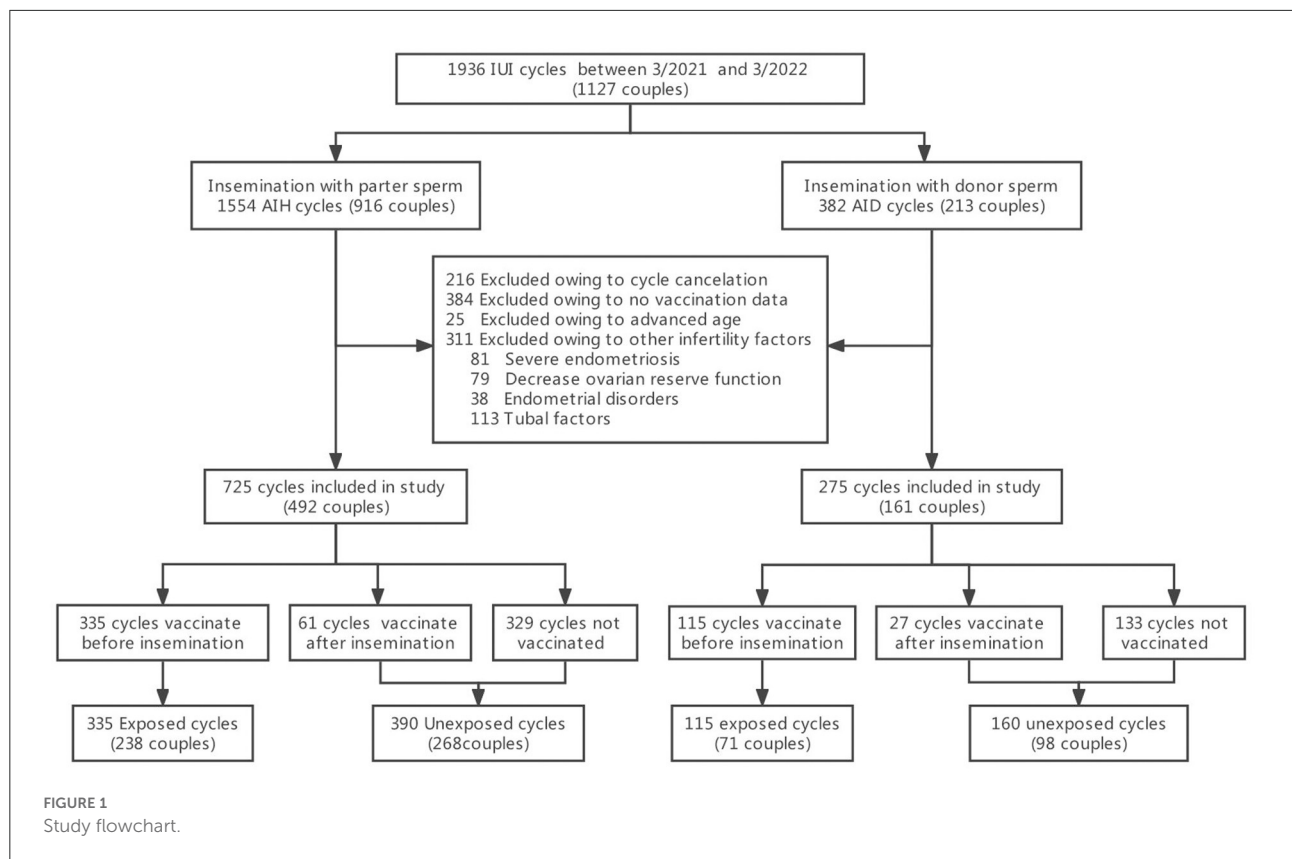 1936 IUI cycles between 3/2021 and 3/2022
(1127 couples)
Insemination with parter sperm
1554 AIH cycles (916 couples)
Insemination with donor sperm
382 AID cycles (213 couples)
216 Excluded owing to cycle cancelation
384 Excluded owing to no vaccination data
25 Excluded owing to advanced age
311 Excluded owing to other infertility factors
81 Severe endometriosis
79 Decrease ovarian reserve function
38 Endometrial disorders
113 Tubal factors
725 cycles included in study
(492 couples)
275 cycles included in study
(161 couples)
335 cycles vaccinate
before insemination
61 cycles vaccinate
after insemination
329 cycles not
vaccinated
115 cycles vaccinate
before insemination
27 cycles vaccinate
after insemination
133 cycles not
vaccinated
335 Exposed cycles
(238 couples)
390 Unexposed cycles
(268couples)
115 exposed cycles
(71 couples)
160 unexposed cycles
(98 couples)
FIGURE 1
Study flowchart.